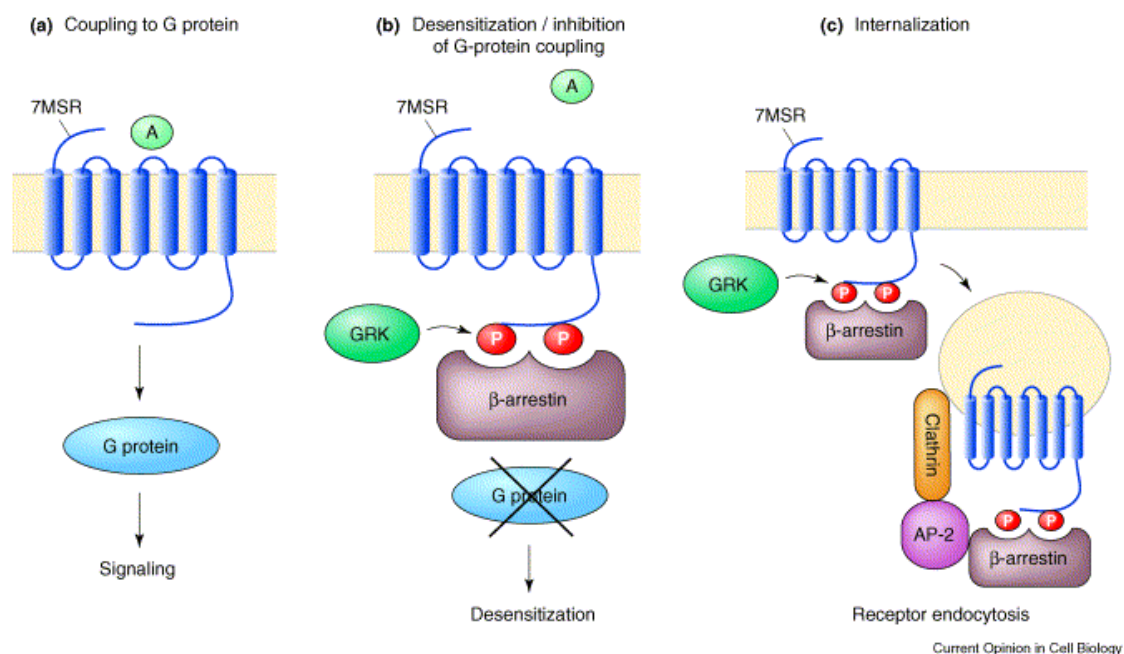 (a) Coupling to G protein
7MSR
A
G protein
Signaling
(b) Desensitization / inhibition
of G-protein coupling
A
7MSR
GRK
P P
β-arrestin
G protein
Desensitization
(c) Internalization
7MSR
GRK
P P
β-arrestin
Clathrin
AP-2
P P
β-arrestin
Receptor endocytosis
Current Opinion in Cell Biology